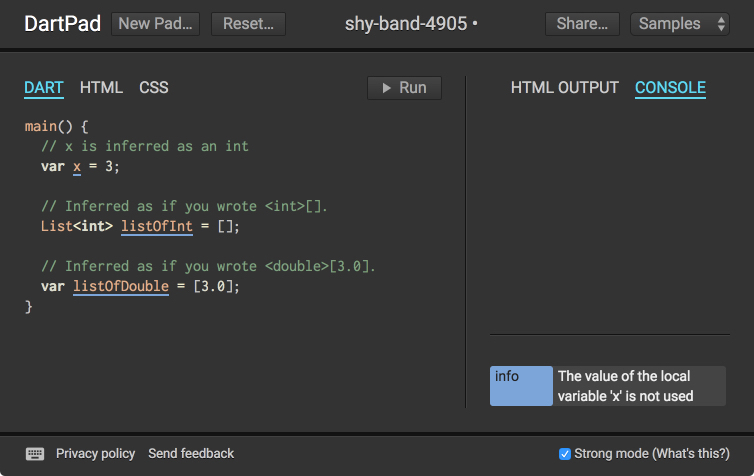 DartPad New Pad... Reset... shy-band-4905 • Share... Samples
DART HTML CSS Run HTML OUTPUT CONSOLE
main() {
  // x is inferred as an int
  var x = 3;

  // Inferred as if you wrote <int>[].
  List<int> listOfInt = [];

  // Inferred as if you wrote <double>[3.0].
  var listOfDouble = [3.0];
}
info
The value of the local
variable 'x' is not used
Privacy policy Send feedback Strong mode (What's this?)